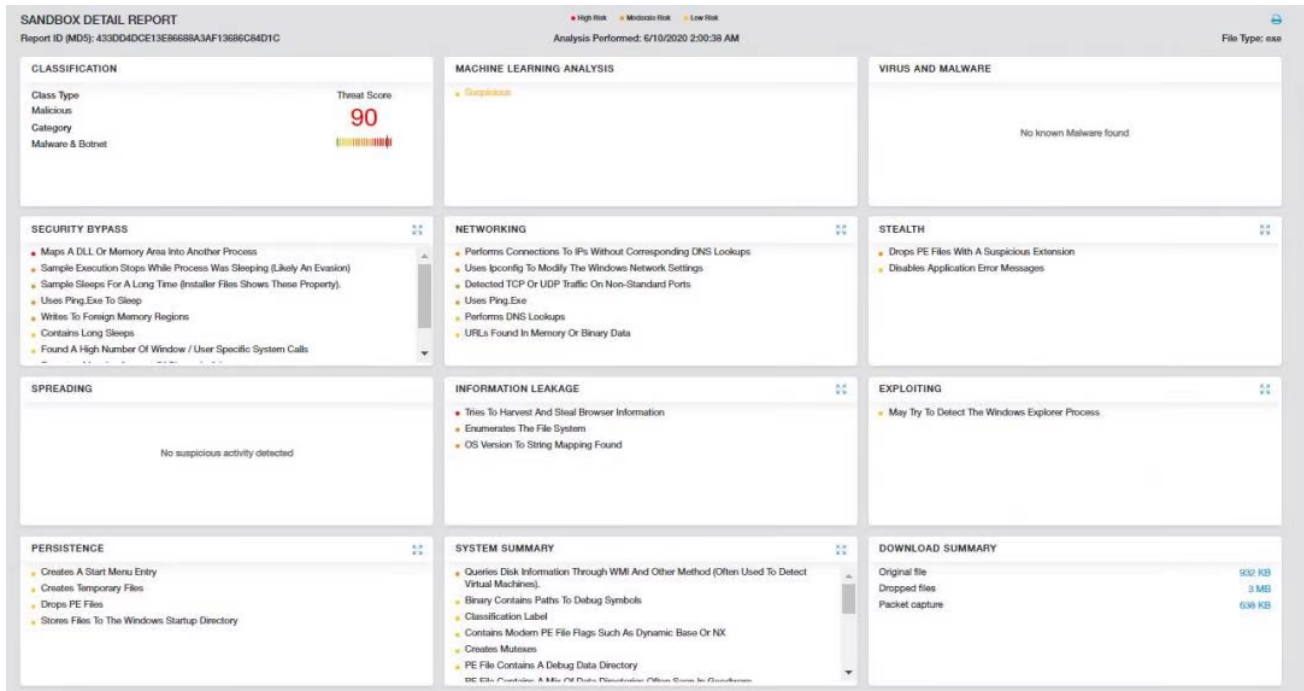 SANDBOX DETAIL REPORT
High Risk Moderate Risk Low Risk
Report ID (MD5): 433DD4DCE13E86688A3AF13686C84D1C
Analysis Performed: 6/10/2020 2:00:38 AM
File Type: exe
CLASSIFICATION
Class Type
Malicious
Category
Malware & Botnet
Threat Score
90
MACHINE LEARNING ANALYSIS
Suspicious
VIRUS AND MALWARE
No known Malware found
SECURITY BYPASS
Maps A DLL Or Memory Area Into Another Process
Sample Execution Stops While Process Was Sleeping (Likely An Evasion)
Sample Sleeps For A Long Time (Installer Files Shows These Property).
Uses Ping.Exe To Sleep
Writes To Foreign Memory Regions
Contains Long Sleeps
Found A High Number Of Window / User Specific System Calls
NETWORKING
Performs Connections To IPs Without Corresponding DNS Lookups
Uses Ipconfig To Modify The Windows Network Settings
Detected TCP Or UDP Traffic On Non-Standard Ports
Uses Ping.Exe
Performs DNS Lookups
URLs Found In Memory Or Binary Data
STEALTH
Drops PE Files With A Suspicious Extension
Disables Application Error Messages
SPREADING
No suspicious activity detected
INFORMATION LEAKAGE
Tries To Harvest And Steal Browser Information
Enumerates The File System
OS Version To String Mapping Found
EXPLOITING
May Try To Detect The Windows Explorer Process
PERSISTENCE
Creates A Start Menu Entry
Creates Temporary Files
Drops PE Files
Stores Files To The Windows Startup Directory
SYSTEM SUMMARY
Queries Disk Information Through WMI And Other Method (Often Used To Detect
Virtual Machines).
Binary Contains Paths To Debug Symbols
Classification Label
Contains Modern PE File Flags Such As Dynamic Base Or NX
Creates Mutexes
PE File Contains A Debug Data Directory
PE File Contains A Mix Of Data Directories Often Seen In Goodware
DOWNLOAD SUMMARY
Original file 932 KB
Dropped files 3 MB
Packet capture 638 KB